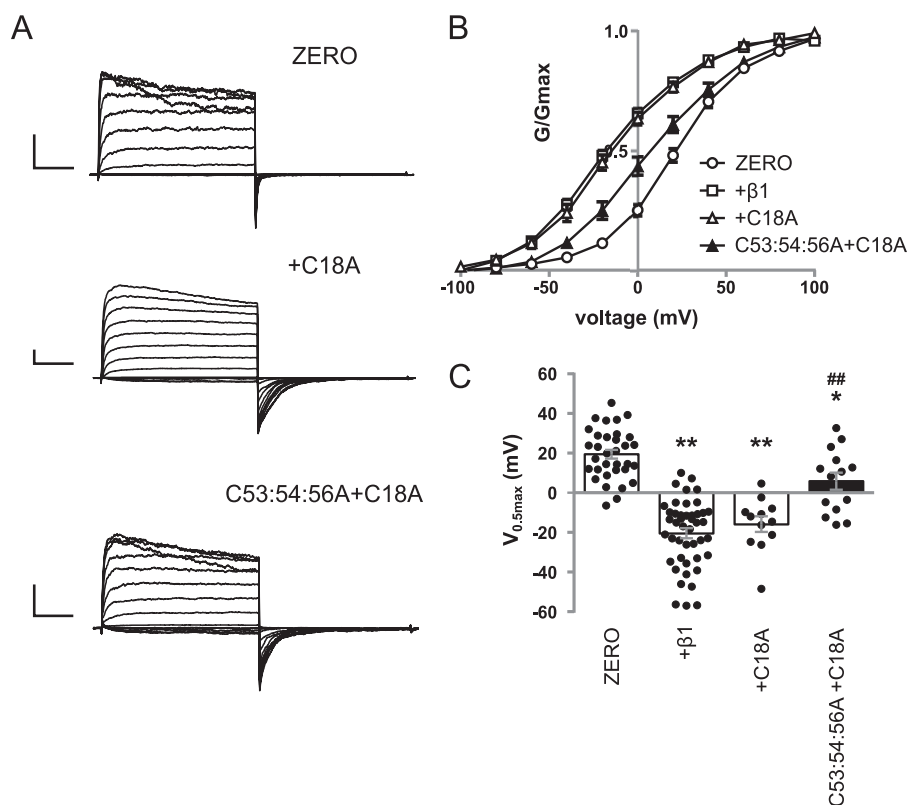 A
ZERO
+C18A
C53:54:56A+C18A
B
1.0
G/Gmax
.5
ZERO
+β1
+C18A
C53:54:56A+C18A
-100
-50
0
50
100
voltage (mV)
C
60
40
20
0
-20
-40
-60
V0.5max (mV)
**
**
##
*
ZERO
+β1
+C18A
C53:54:56A +C18A